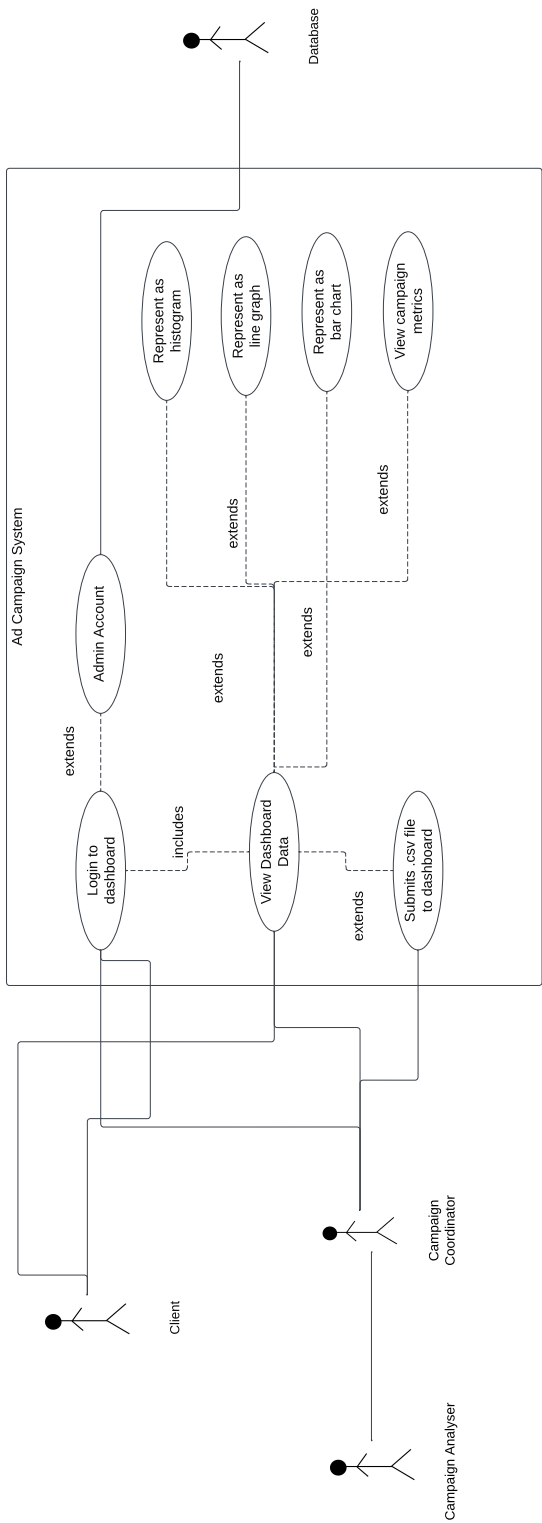 Ad Campaign System
Login to
dashboard
extends
Admin Account
includes
Represent as
histogram
extends
View Dashboard
Data
extends
Represent as
line graph
extends
Represent as
bar chart
extends
Submits .csv file
to dashboard
extends
View campaign
metrics
Client
Campaign
Coordinator
Campaign Analyser
Database